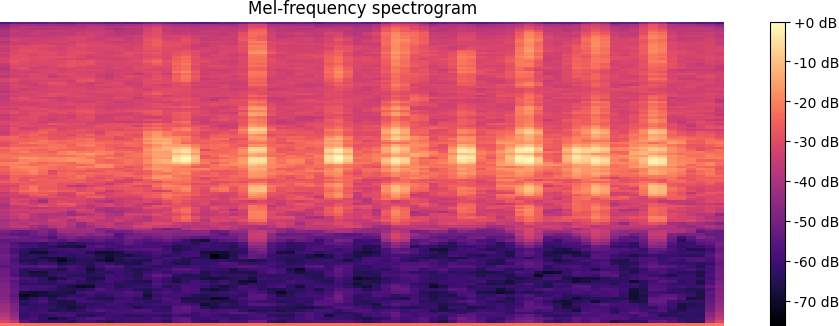 Mel-frequency spectrogram
+0 dB
-10 dB
-20 dB
-30 dB
-40 dB
-50 dB
-60 dB
-70 dB